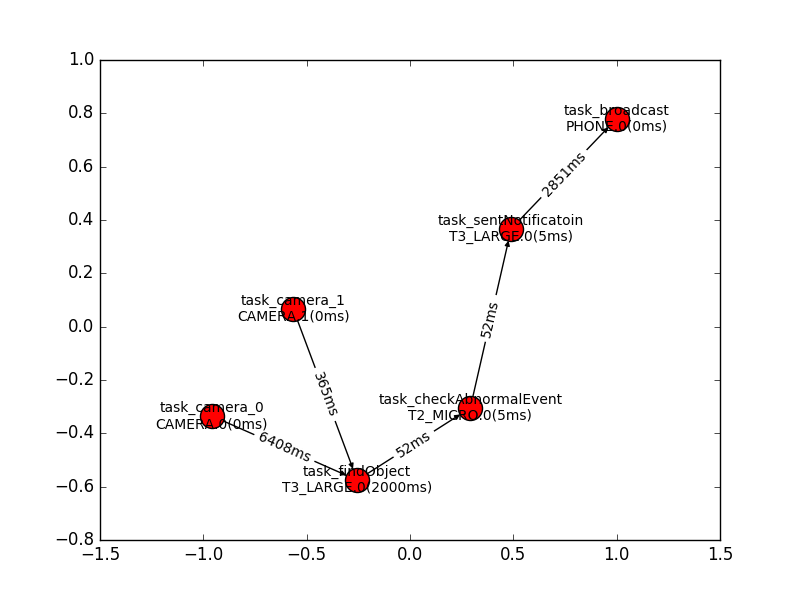 1.0
0.8
0.6
0.4
0.2
0.0
−0.2
−0.4
−0.6
−0.8
−1.5
−1.0
−0.5
0.0
0.5
1.0
1.5
task_broadcast
PHONE.0(0ms)
2851ms
task_sentNotificatoin
T3_LARGE.0(5ms)
52ms
task_camera_1
CAMERA.1(0ms)
365ms
task_checkAbnormalEvent
T2_MICRO.0(5ms)
task_camera_0
CAMERA.0(0ms)
6408ms
52ms
task_findObject
T3_LARGE.0(2000ms)